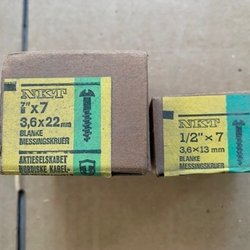 NKT
7/8" x 7
3,6 x 22 mm
BLANKE
MESSINGSKRUER
AKTIESELSKABET
NORDISKE KABEL-
NKT
1/2" x 7
3,6 x 13 mm
BLANKE
MESSINGSKRUER